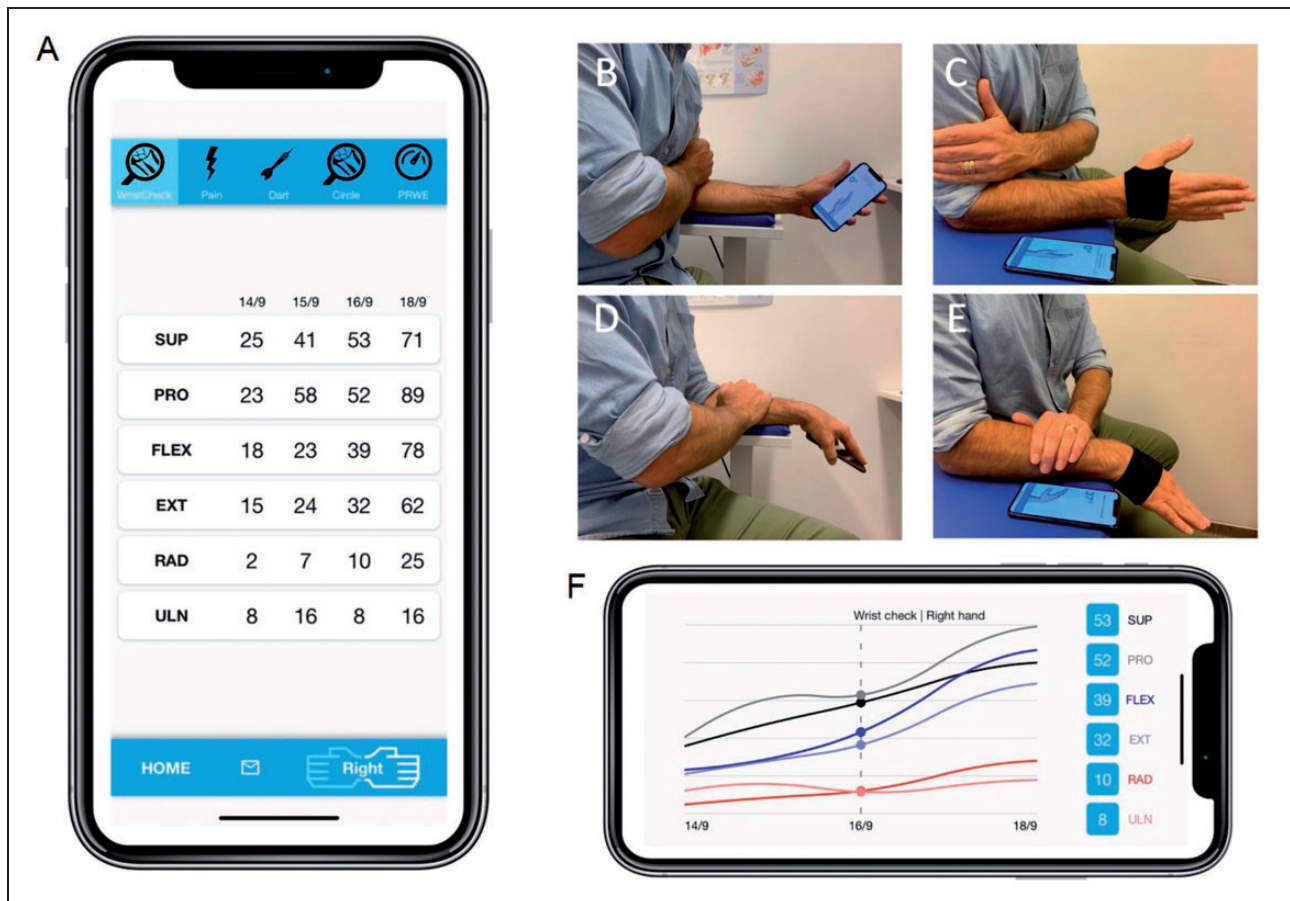 A
WristCheck Pain Dart Circle PRWE
14/9 15/9 16/9 18/9
SUP 25 41 53 71
PRO 23 58 52 89
FLEX 18 23 39 78
EXT 15 24 32 62
RAD 2 7 10 25
ULN 8 16 8 16
HOME Right
B
C
D
E
37°
F
Wrist check | Right hand
14/9 16/9 18/9
53 SUP
52 PRO
39 FLEX
32 EXT
10 RAD
8 ULN